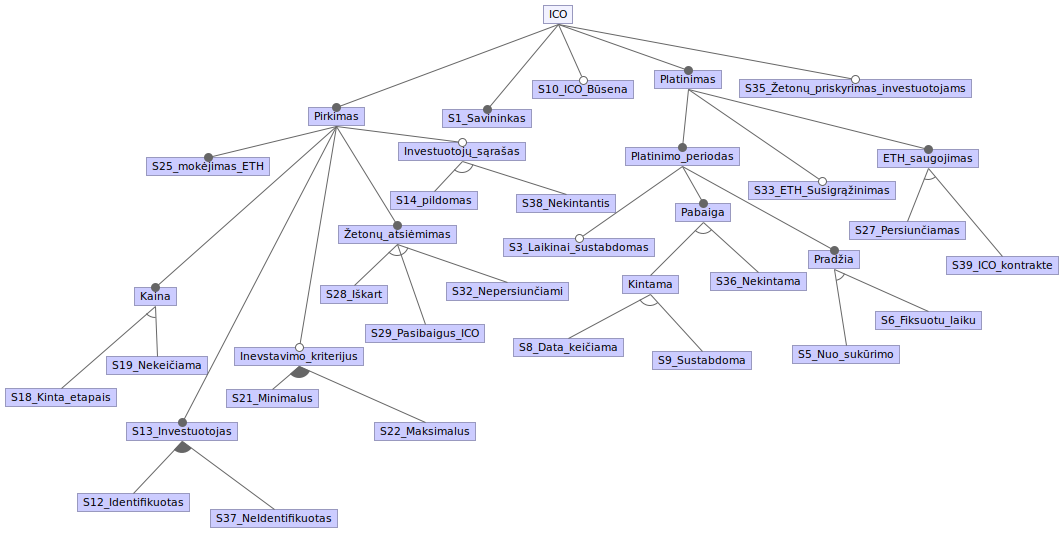 ICO
Platinimas
S10_ICO_Būsena
S35_Žetonų_priskyrimas_investuotojams
Pirkimas
S1_Savininkas
Investuotojų_sąrašas
Platinimo_periodas
ETH_saugojimas
S25_mokėjimas_ETH
S33_ETH_Susigrąžinimas
S14_pildomas
S38_Nekintantis
Pabaiga
S27_Persiunčiamas
Žetonų_atsiėmimas
S3_Laikinai_sustabdomas
Pradžia
S39_ICO_kontrakte
Kintama
S36_Nekintama
S28_Iškart
S32_Nepersiunčiami
Kaina
S6_Fiksuotu_laiku
S29_Pasibaigus_ICO
S8_Data_keičiama
S5_Nuo_sukūrimo
Inevstavimo_kriterijus
S9_Sustabdoma
S19_Nekeičiama
S18_Kinta_etapais
S21_Minimalus
S13_Investuotojas
S22_Maksimalus
S12_Identifikuotas
S37_NeIdentifikuotas